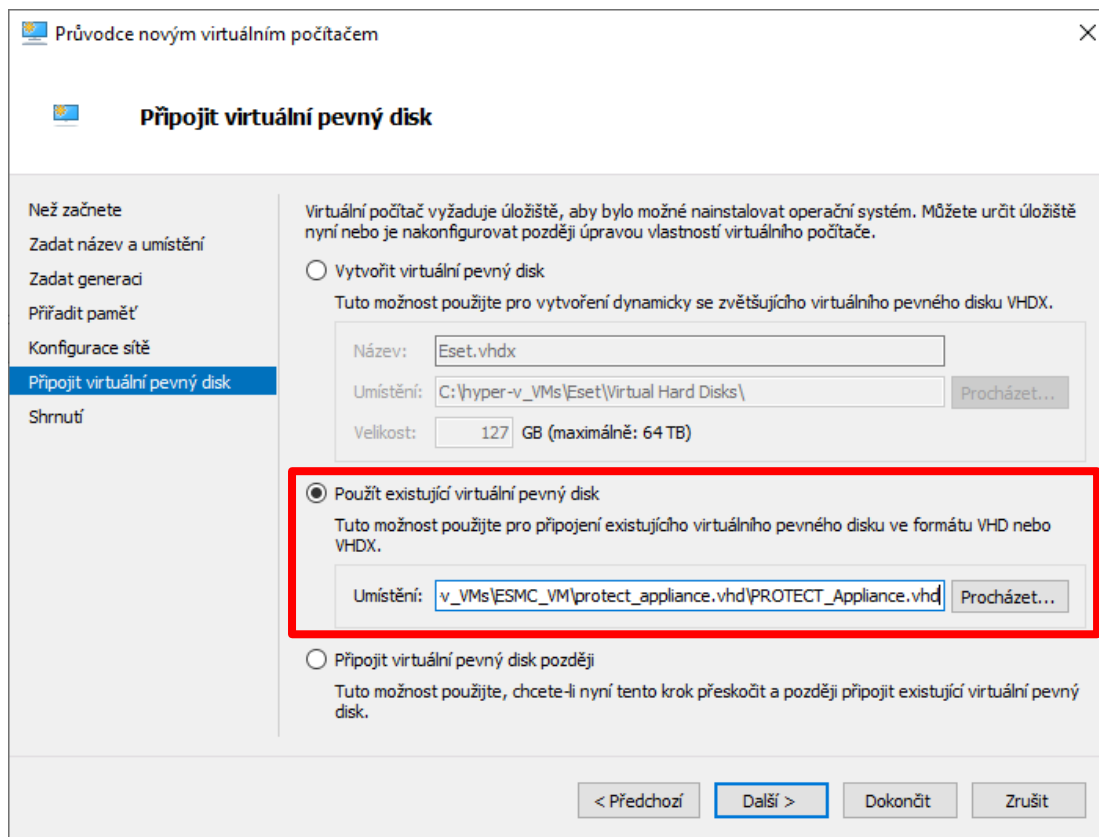 Průvodce novým virtuálním počítačem
Připojit virtuální pevný disk
Než začnete
Zadat název a umístění
Zadat generaci
Přiřadit paměť
Konfigurace sítě
Připojit virtuální pevný disk
Shrnutí
Virtuální počítač vyžaduje úložiště, aby bylo možné nainstalovat operační systém. Můžete určit úložiště
nyní nebo je nakonfigurovat později úpravou vlastností virtuálního počítače.
Vytvořit virtuální pevný disk
Tuto možnost použijte pro vytvoření dynamicky se zvětšujícího virtuálního pevného disku VHDX.
Název: Eset.vhdx
Umístění: C:\hyper-v_VMs\Eset\Virtual Hard Disks\ Procházet...
Velikost: 127 GB (maximálně: 64 TB)
Použít existující virtuální pevný disk
Tuto možnost použijte pro připojení existujícího virtuálního pevného disku ve formátu VHD nebo
VHDX.
Umístění: v_VMs\ESMC_VM\protect_appliance.vhd\PROTECT_Appliance.vhd Procházet...
Připojit virtuální pevný disk později
Tuto možnost použijte, chcete-li nyní tento krok přeskočit a později připojit existující virtuální pevný
disk.
< Předchozí Další > Dokončit Zrušit